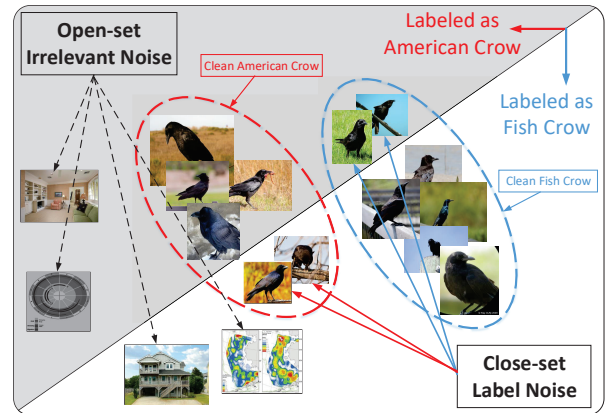 Open-set
Irrelevant Noise
Labeled as
American Crow
Clean American Crow
Labeled as
Fish Crow
Clean Fish Crow
Close-set
Label Noise